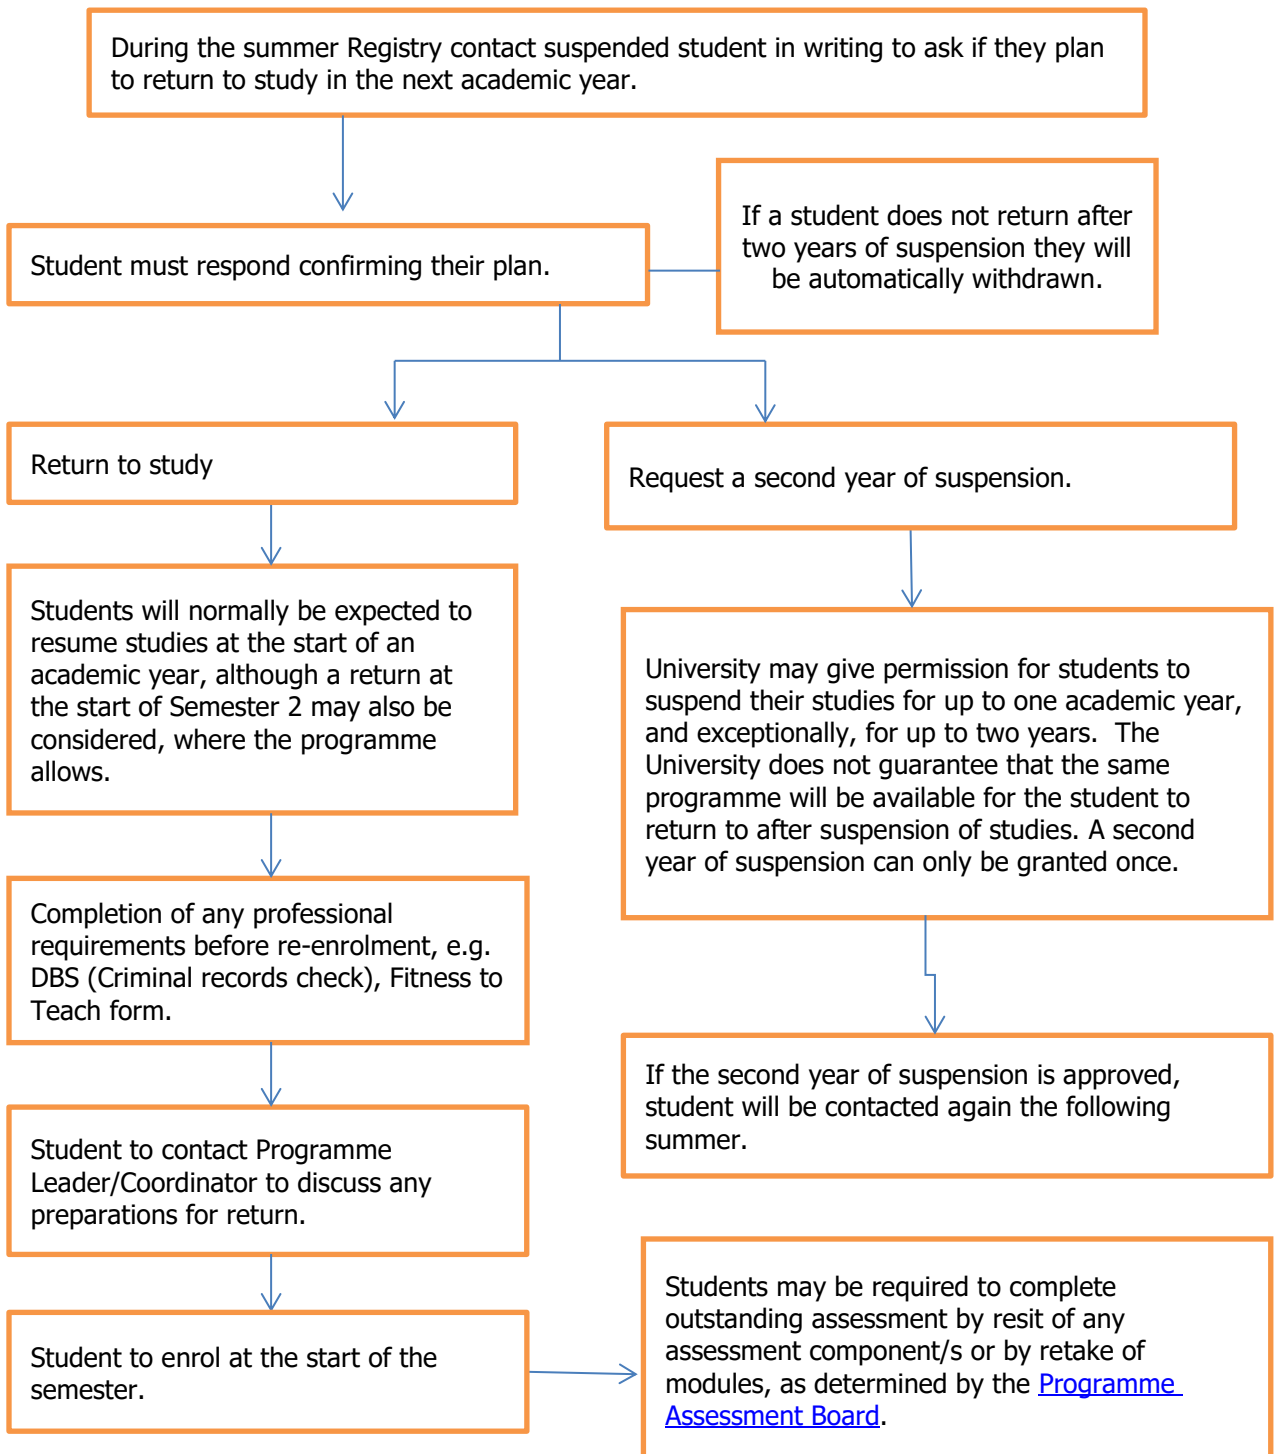 During the summer Registry contact suspended student in writing to ask if they plan
to return to study in the next academic year.
If a student does not return after
two years of suspension they will
be automatically withdrawn.
Student must respond confirming their plan.
Return to study
Request a second year of suspension.
Students will normally be expected to
resume studies at the start of an
academic year, although a return at
the start of Semester 2 may also be
considered, where the programme
allows.
University may give permission for students to
suspend their studies for up to one academic year,
and exceptionally, for up to two years.  The
University does not guarantee that the same
programme will be available for the student to
return to after suspension of studies. A second
year of suspension can only be granted once.
Completion of any professional
requirements before re-enrolment, e.g.
DBS (Criminal records check), Fitness to
Teach form.
If the second year of suspension is approved,
student will be contacted again the following
summer.
Student to contact Programme
Leader/Coordinator to discuss any
preparations for return.
Student to enrol at the start of the
semester.
Students may be required to complete
outstanding assessment by resit of any
assessment component/s or by retake of
modules, as determined by the Programme
Assessment Board.